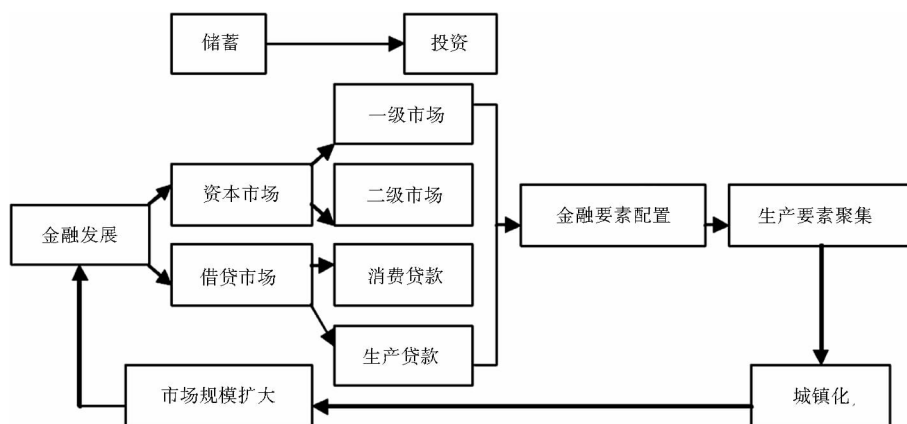 储蓄
投资
一级市场
资本市场
二级市场
金融要素配置
生产要素聚集
金融发展
借贷市场
消费贷款
生产贷款
市场规模扩大
城镇化